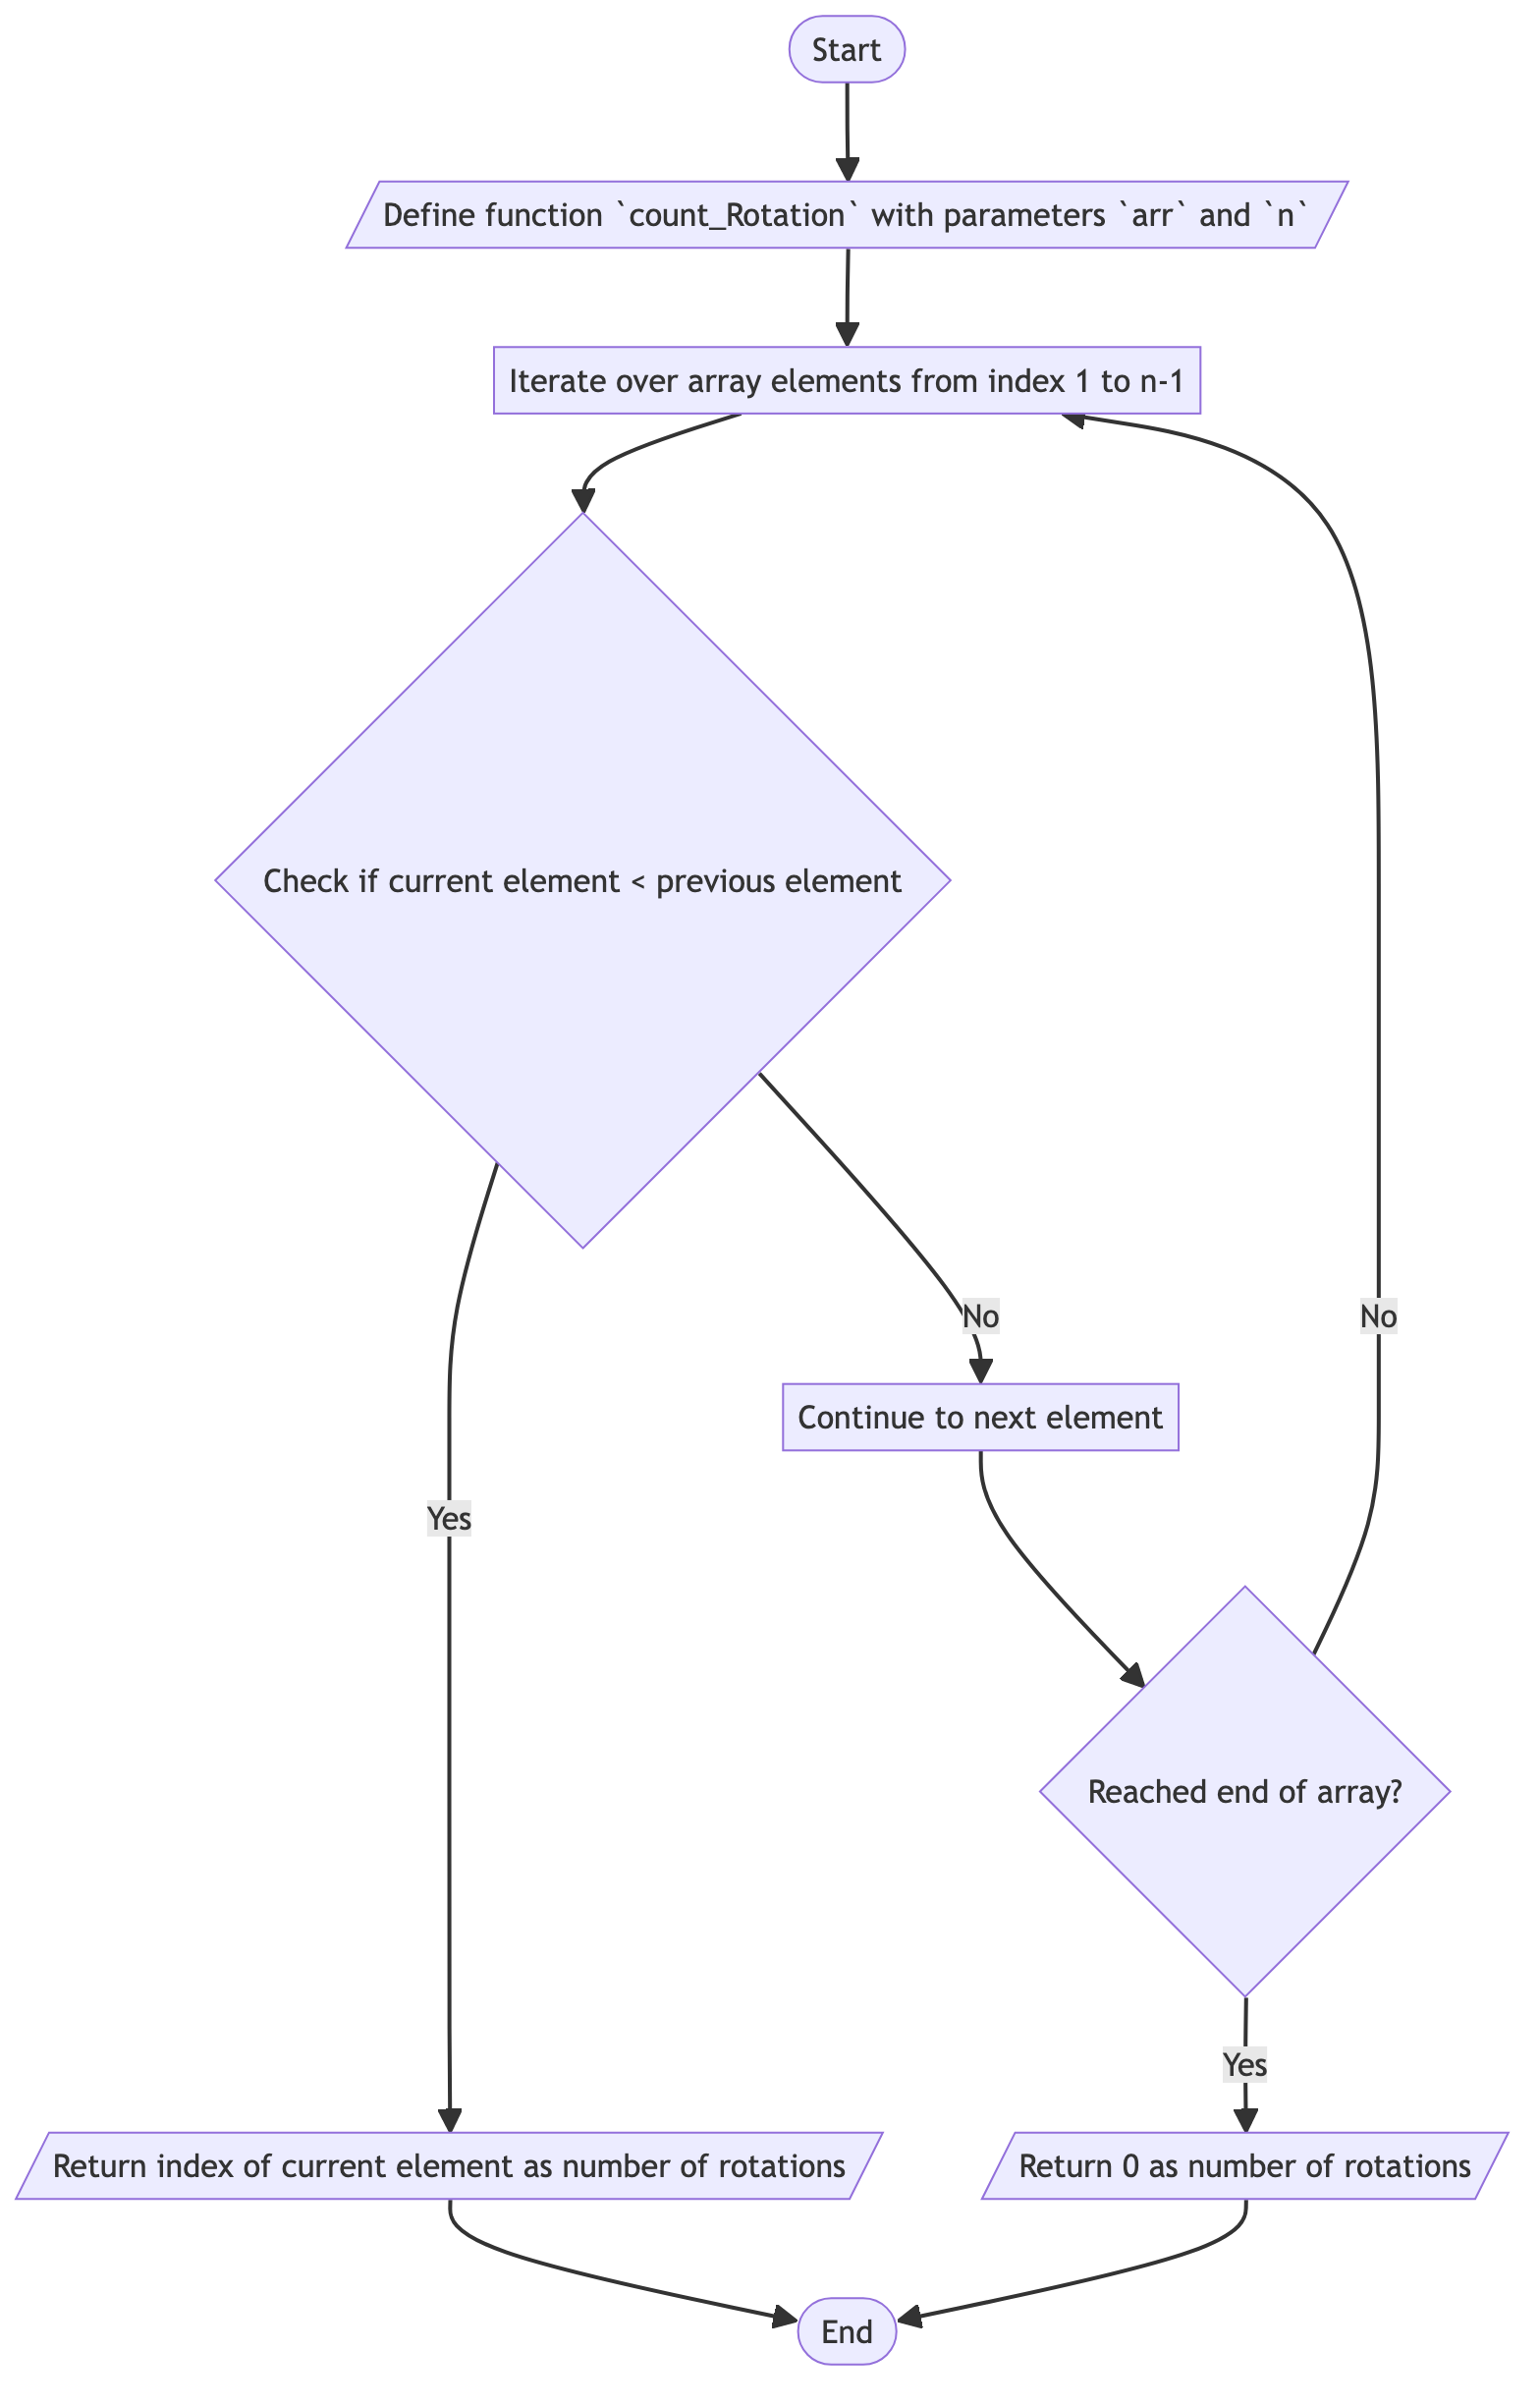 Start
Define function `count_Rotation` with parameters `arr` and `n`
Iterate over array elements from index 1 to n-1
Check if current element < previous element
No
No
Continue to next element
Yes
Reached end of array?
Yes
Return index of current element as number of rotations
Return 0 as number of rotations
End